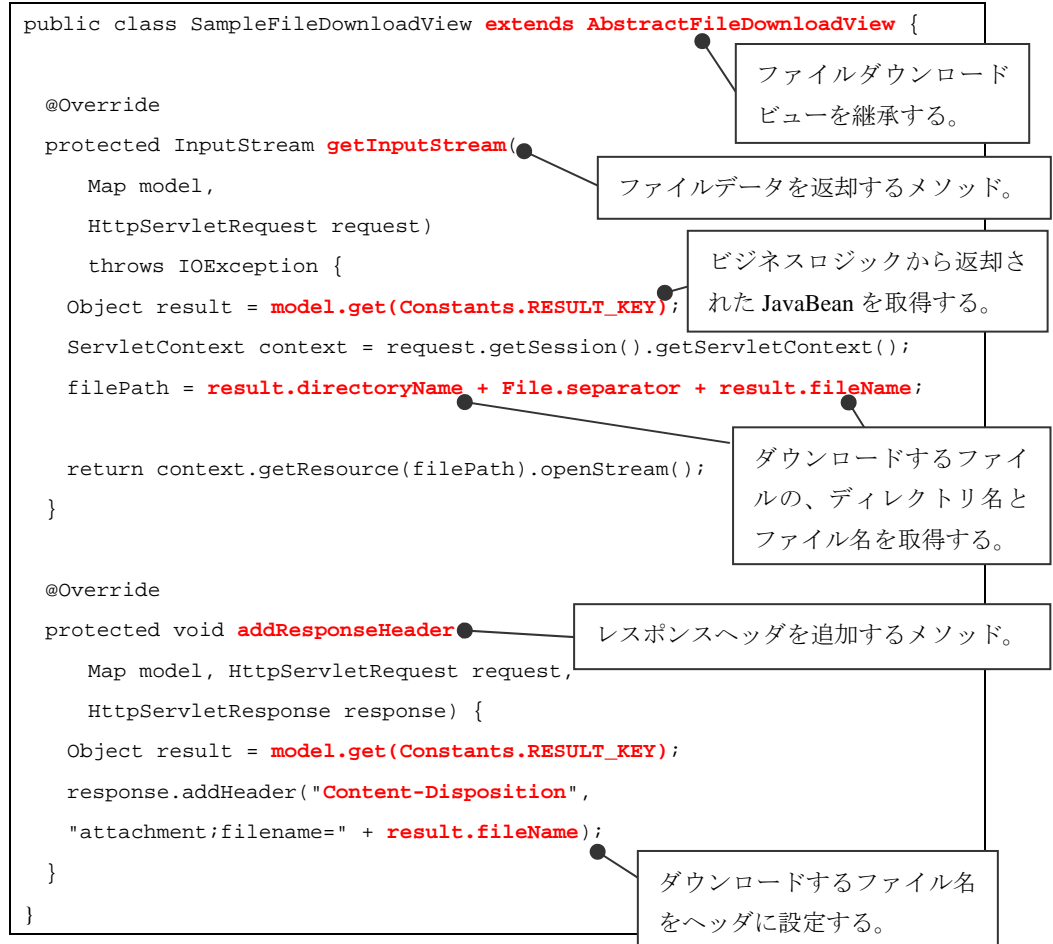 public class SampleFileDownloadView extends AbstractFileDownloadView {
ファイルダウンロード
ビューを継承する。
@Override
protected InputStream getInputStream(
ファイルデータを返却するメソッド。
Map model,
HttpServletRequest request)
throws IOException {
ビジネスロジックから返却さ
れた JavaBean を取得する。
Object result = model.get(Constants.RESULT_KEY);
ServletContext context = request.getSession().getServletContext();
filePath = result.directoryName + File.separator + result.fileName;
return context.getResource(filePath).openStream();
ダウンロードするファイ
ルの、ディレクトリ名と
ファイル名を取得する。
}
@Override
protected void addResponseHeader
レスポンスヘッダを追加するメソッド。
Map model, HttpServletRequest request,
HttpServletResponse response) {
Object result = model.get(Constants.RESULT_KEY);
response.addHeader("Content-Disposition",
"attachment;filename=" + result.fileName);
}
ダウンロードするファイル名
をヘッダに設定する。
}